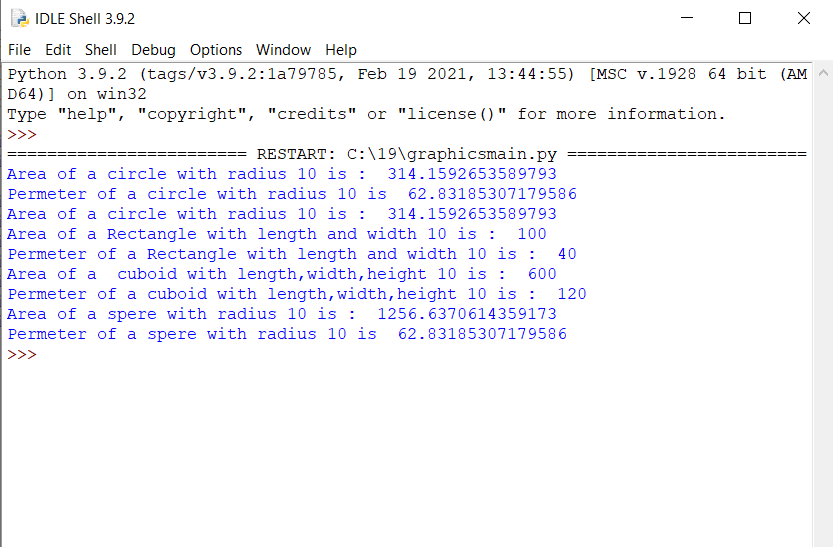 IDLE Shell 3.9.2
File Edit Shell Debug Options Window Help
Python 3.9.2 (tags/v3.9.2:1a79785, Feb 19 2021, 13:44:55) [MSC v.1928 64 bit (AM
D64)] on win32
Type "help", "copyright", "credits" or "license()" for more information.
>>>
======================== RESTART: C:\19\graphicsmain.py ========================
Area of a circle with radius 10 is :  314.1592653589793
Permeter of a circle with radius 10 is  62.83185307179586
Area of a circle with radius 10 is :  314.1592653589793
Area of a Rectangle with length and width 10 is :  100
Permeter of a Rectangle with length and width 10 is :  40
Area of a  cuboid with length,width,height 10 is :  600
Permeter of a cuboid with length,width,height 10 is :  120
Area of a spere with radius 10 is :  1256.6370614359173
Permeter of a spere with radius 10 is  62.83185307179586
>>>